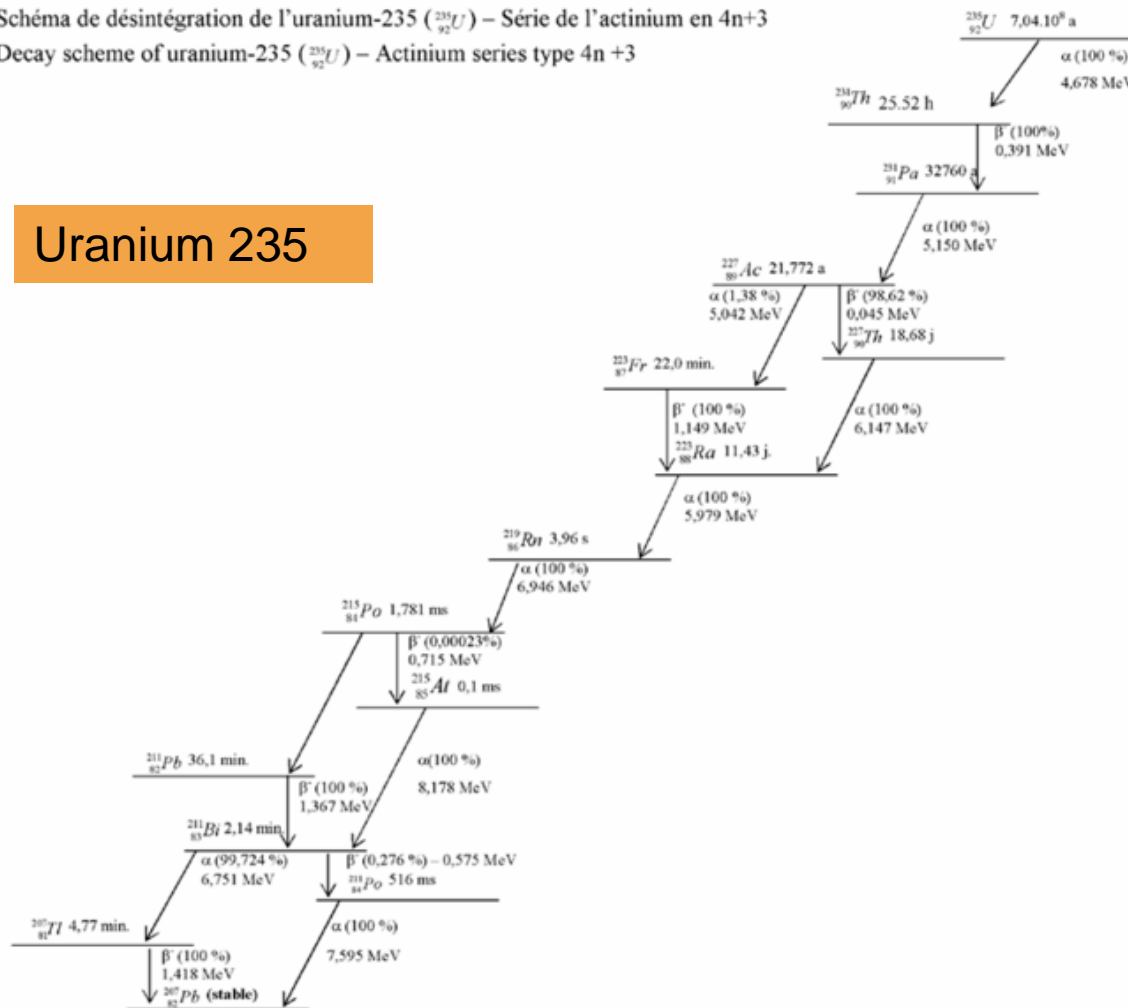 Schéma de désintégration de l'uranium-235 (²³⁵₉₂U) – Série de l'actinium en 4n+3
Decay scheme of uranium-235 (²³⁵₉₂U) – Actinium series type 4n +3
Uranium 235
²³⁵₉₂U 7,04.10⁸ a
α (100 %)
4,678 MeV
²³¹₉₀Th 25.52 h
β⁻ (100%)
0,391 MeV
²³¹₉₁Pa 32760 a
α (100 %)
5,150 MeV
²²⁷₈₉Ac 21,772 a
α (1,38 %)
5,042 MeV
β⁻ (98,62 %)
0,045 MeV
²²⁷₉₀Th 18,68 j
²²³₈₇Fr 22,0 min.
β⁻ (100 %)
1,149 MeV
α (100 %)
6,147 MeV
²²³₈₈Ra 11,43 j.
α (100 %)
5,979 MeV
²¹⁹₈₆Rn 3,96 s
α (100 %)
6,946 MeV
²¹⁵₈₄Po 1,781 ms
β⁻ (0,00023%)
0,715 MeV
²¹⁵₈₅At 0,1 ms
²¹¹₈₂Pb 36,1 min.
β⁻ (100 %)
1,367 MeV
α(100 %)
8,178 MeV
²¹¹₈₃Bi 2,14 min
α (99,724 %)
6,751 MeV
β⁻ (0,276 %) – 0,575 MeV
²¹¹₈₄Po 516 ms
²⁰⁷₈₁Tl 4,77 min.
α (100 %)
7,595 MeV
β⁻ (100 %)
1,418 MeV
²⁰⁷₈₂Pb (stable)